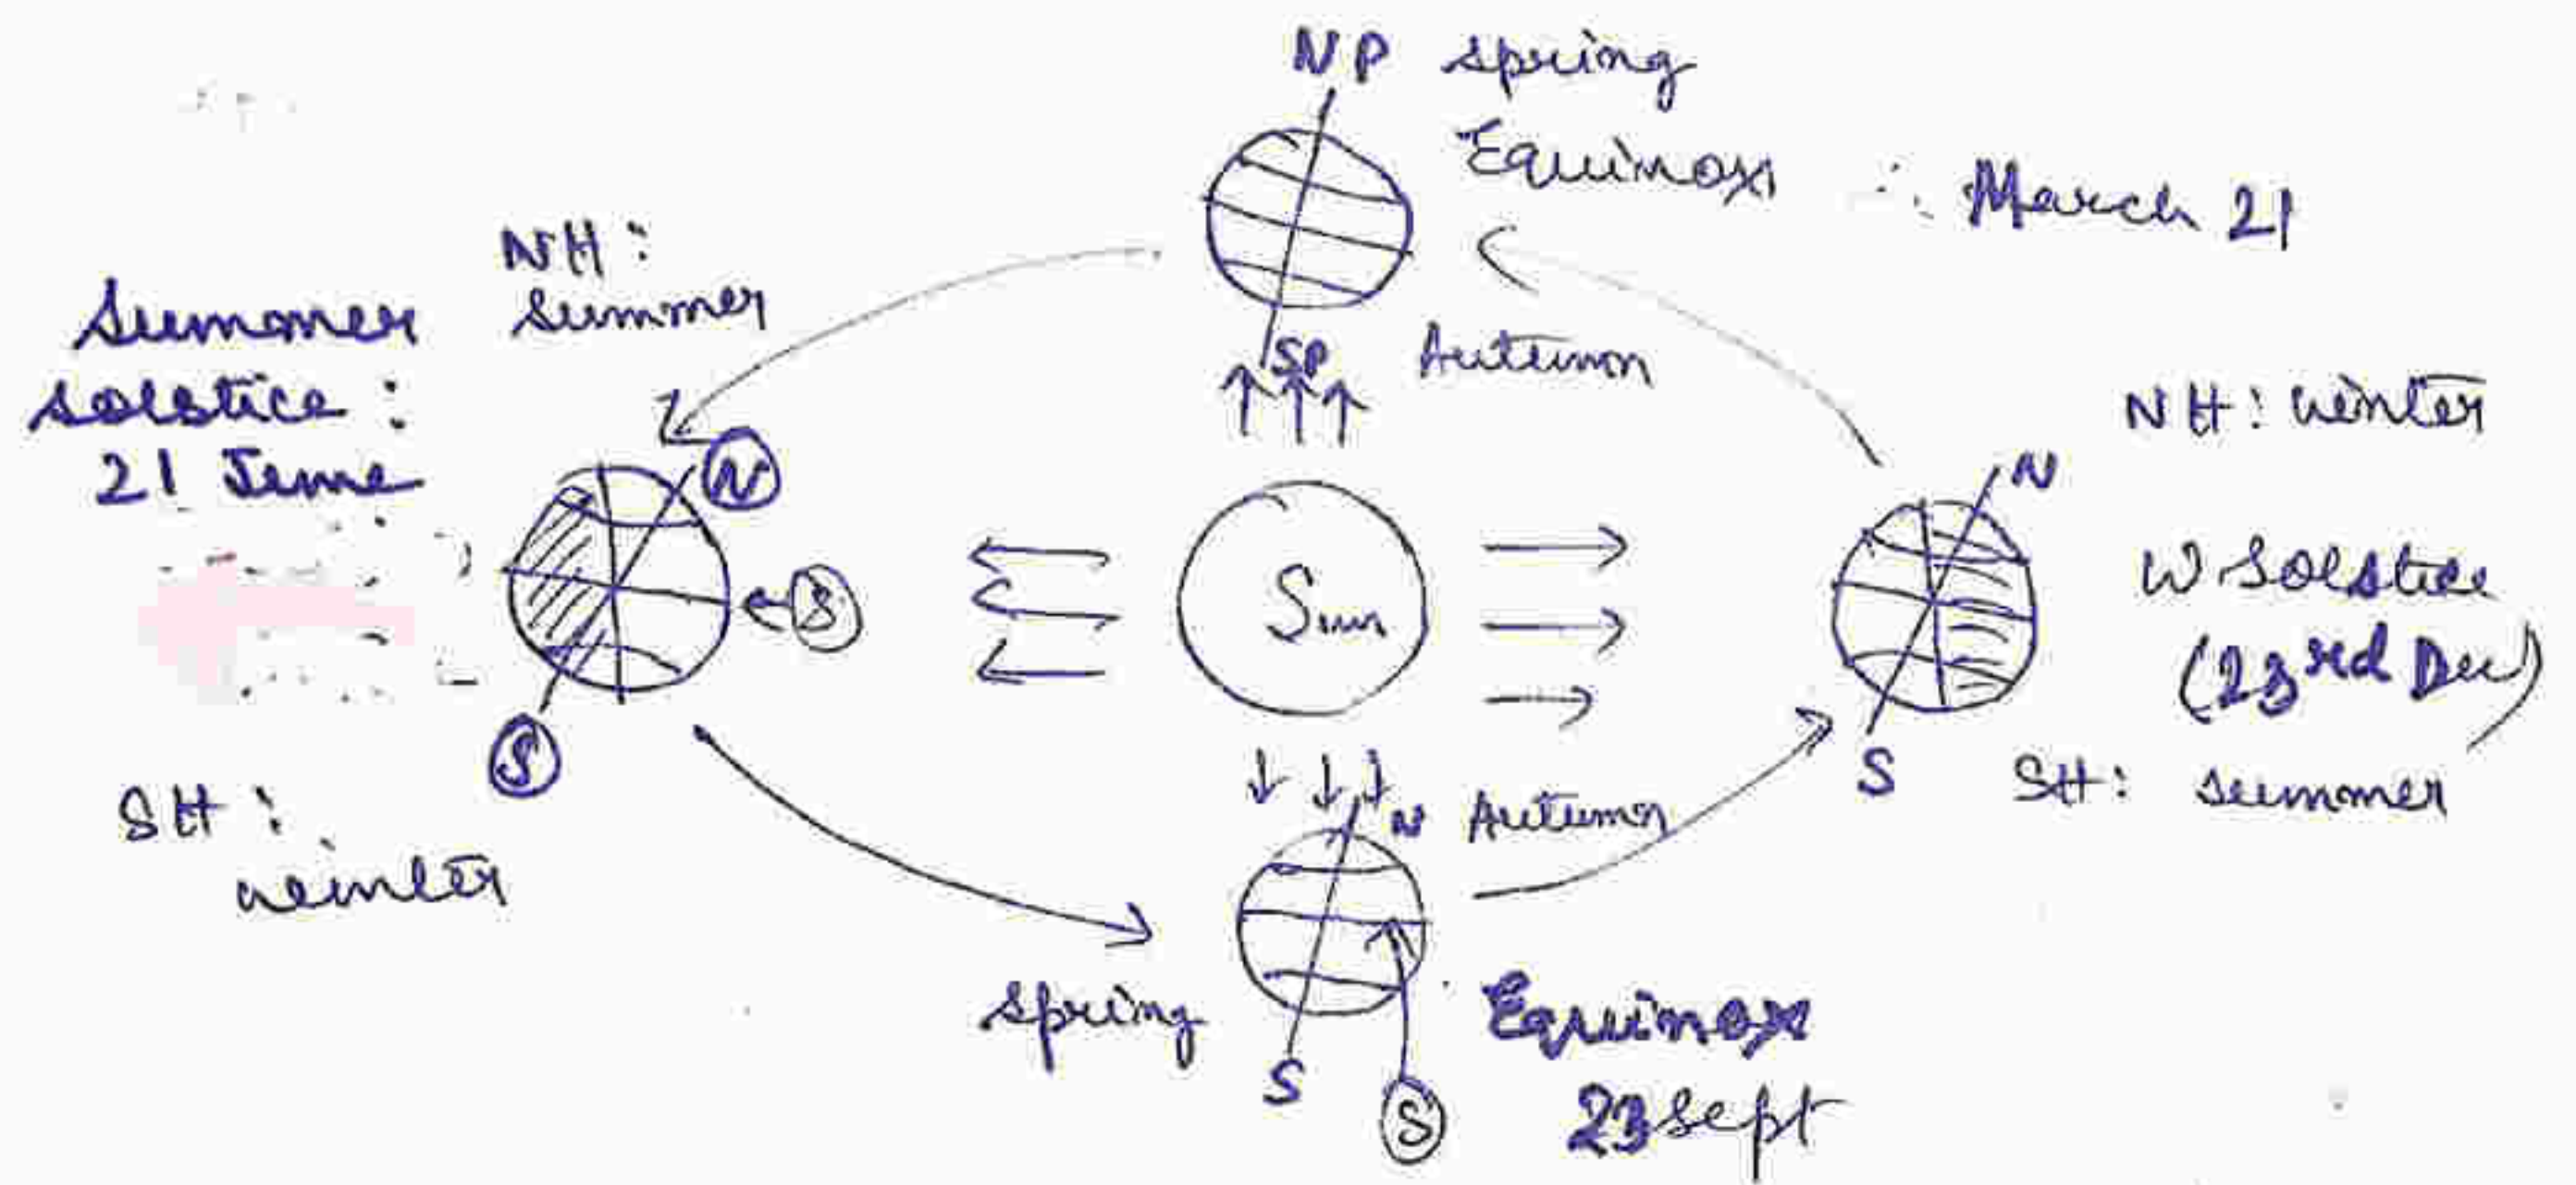 NP spring
Equinox : March 21
NH :
summer
Summer
solstice :
21 June
SP
Autumn
NH : winter
N
N
W. Solstice
(23rd Dec)
Sun
S
S
S
SH : summer
SH :
winter
N Autumn
spring
Equinox
S
S
23 sept